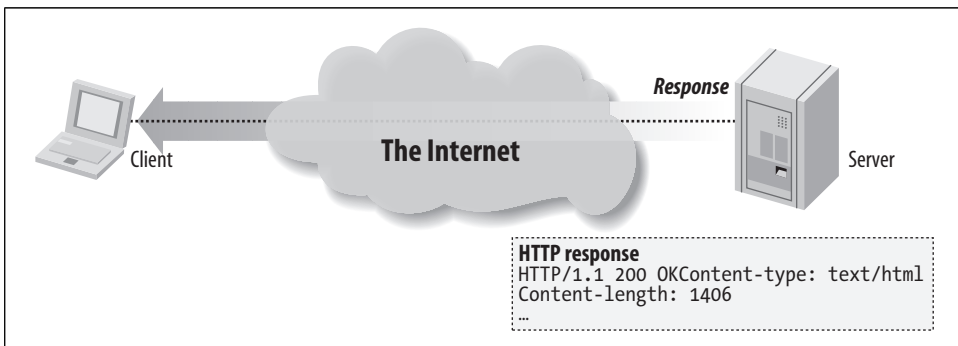 Response
Client
The Internet
Server
HTTP response
HTTP/1.1 200 OKContent-type: text/html
Content-length: 1406
…